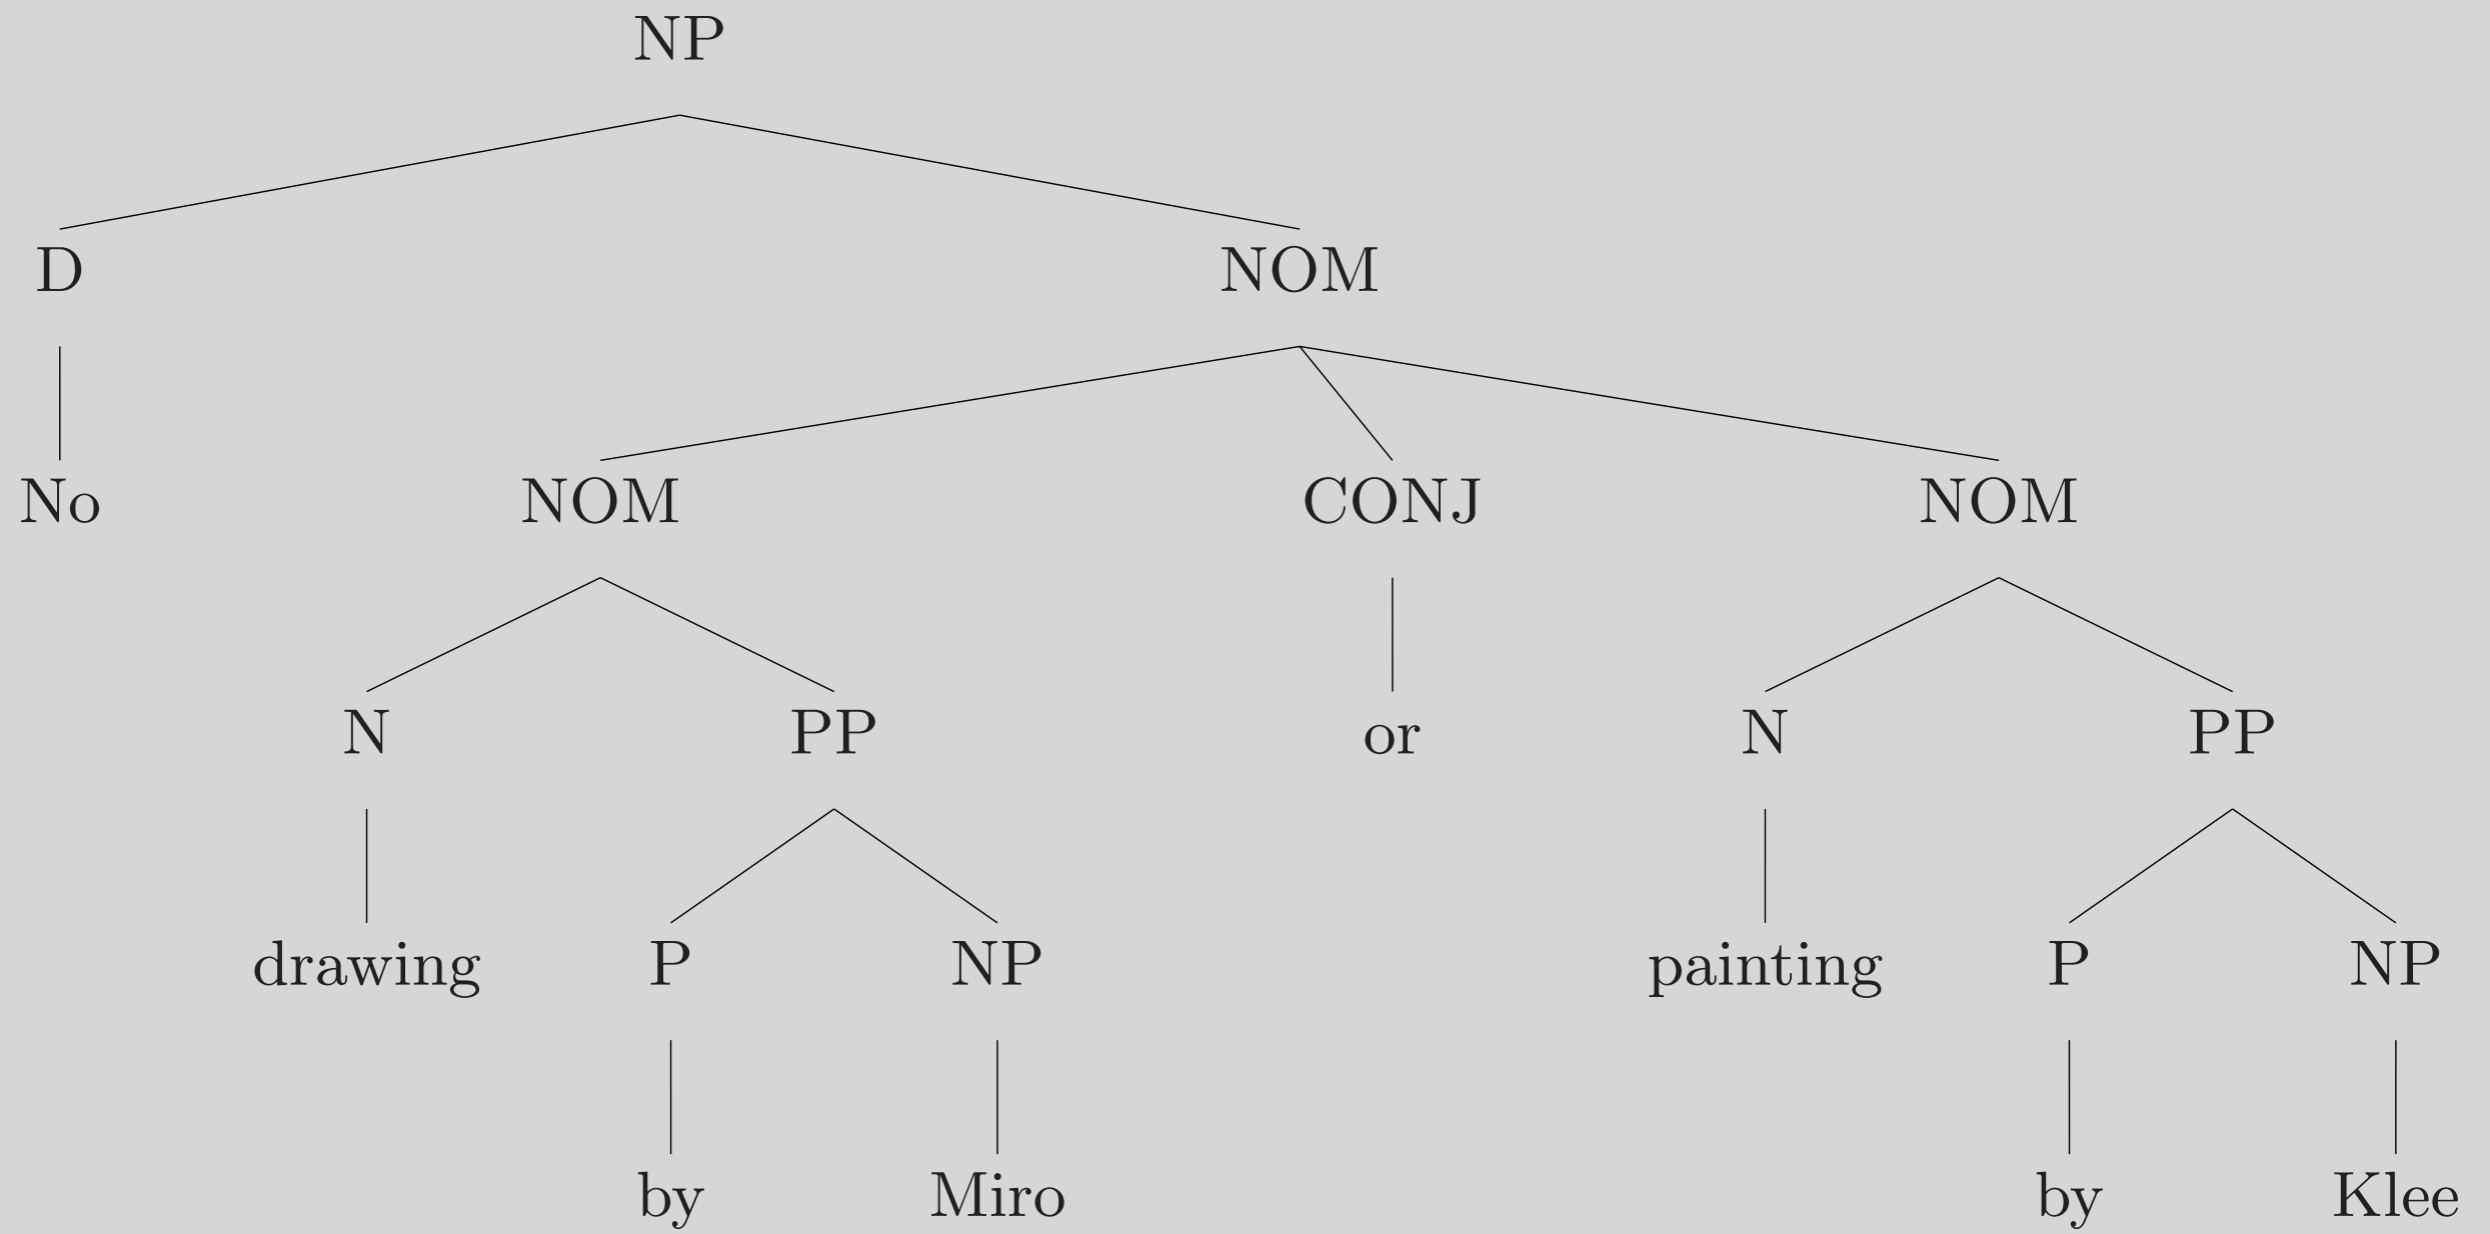 NP
D NOM
No NOM CONJ NOM
N PP or N PP
drawing P NP painting P NP
by Miro by Klee